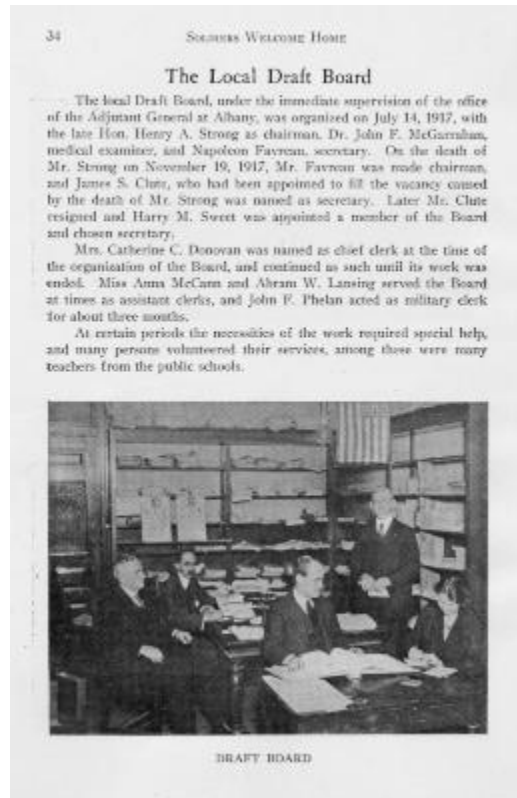 34
SOLDIERS WELCOME HOME
The Local Draft Board
The local Draft Board, under the immediate supervision of the office
of the Adjutant General at Albany, was organized on July 14, 1917, with
the late Hon. Henry A. Strong as chairman, Dr. John F. McGarrahan,
medical examiner, and Napoleon Favreau, secretary. On the death of
Mr. Strong on November 19, 1917, Mr. Favreau was made chairman,
and James S. Clute, who had been appointed to fill the vacancy caused
by the death of Mr. Strong was named as secretary. Later Mr. Clute
resigned and Harry M. Sweet was appointed a member of the Board
and chosen secretary.
Mrs. Catherine C. Donovan was named as chief clerk at the time of
the organization of the Board, and continued as such until its work was
ended. Miss Anna McCann and Abram W. Lansing served the Board
at times as assistant clerks, and John F. Phelan acted as military clerk
for about three months.
At certain periods the necessities of the work required special help,
and many persons volunteered their services, among these were many
teachers from the public schools.
DRAFT BOARD